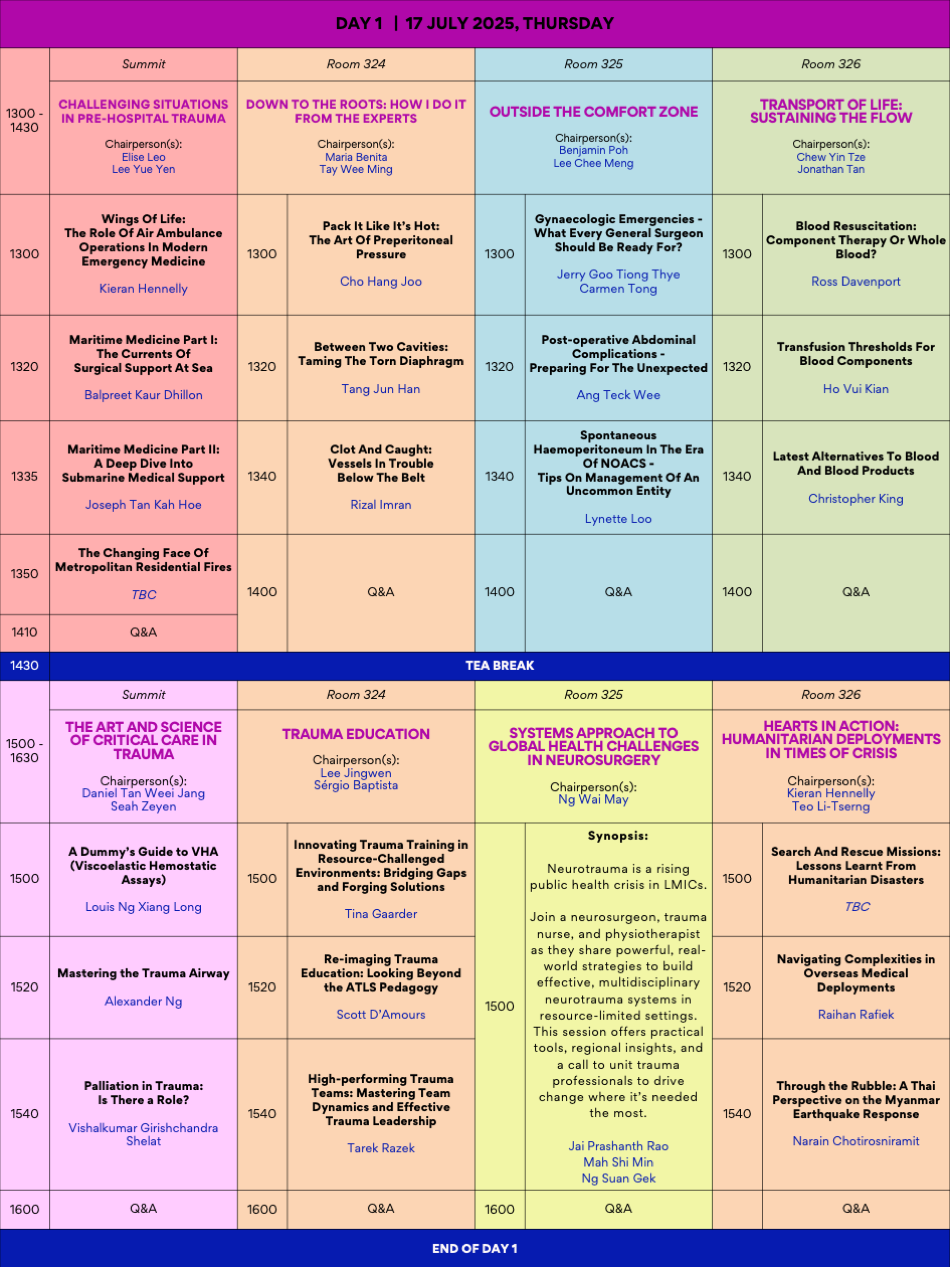 DAY 1 | 17 JULY 2025, THURSDAY
1300 -
1430
Summit
CHALLENGING SITUATIONS
IN PRE-HOSPITAL TRAUMA
Chairperson(s):
Elise Leo
Lee Yue Yen
Room 324
DOWN TO THE ROOTS: HOW I DO IT
FROM THE EXPERTS
Chairperson(s):
Maria Benita
Tay Wee Ming
Room 325
OUTSIDE THE COMFORT ZONE
Chairperson(s):
Benjamin Poh
Lee Chee Meng
Room 326
TRANSPORT OF LIFE:
SUSTAINING THE FLOW
Chairperson(s):
Chew Yin Tze
Jonathan Tan
1300
Wings Of Life:
The Role Of Air Ambulance
Operations In Modern
Emergency Medicine
Kieran Hennelly
1300
Pack It Like It's Hot:
The Art Of Preperitoneal
Pressure
Cho Hang Joo
1300
Gynaecologic Emergencies -
What Every General Surgeon
Should Be Ready For?
Jerry Goo Tiong Thye
Carmen Tong
1300
Blood Resuscitation:
Component Therapy Or Whole
Blood?
Ross Davenport
1320
Maritime Medicine Part I:
The Currents Of
Surgical Support At Sea
Balpreet Kaur Dhillon
1320
Between Two Cavities:
Taming The Torn Diaphragm
Tang Jun Han
1320
Post-operative Abdominal
Complications -
Preparing For The Unexpected
Ang Teck Wee
1320
Transfusion Thresholds For
Blood Components
Ho Vui Kian
1335
Maritime Medicine Part II:
A Deep Dive Into
Submarine Medical Support
Joseph Tan Kah Hoe
1340
Clot And Caught:
Vessels In Trouble
Below The Belt
Rizal Imran
1340
Spontaneous
Haemoperitoneum In The Era
Of NOACS -
Tips On Management Of An
Uncommon Entity
Lynette Loo
1340
Latest Alternatives To Blood
And Blood Products
Christopher King
1350
The Changing Face Of
Metropolitan Residential Fires
TBC
1410
Q&A
1400
Q&A
1400
Q&A
1400
Q&A
1430
TEA BREAK
1500 -
1630
Summit
THE ART AND SCIENCE
OF CRITICAL CARE IN
TRAUMA
Chairperson(s):
Daniel Tan Weei Jang
Seah Zeyen
Room 324
TRAUMA EDUCATION
Chairperson(s):
Lee Jingwen
Sérgio Baptista
Room 325
SYSTEMS APPROACH TO
GLOBAL HEALTH CHALLENGES
IN NEUROSURGERY
Chairperson(s):
Ng Wai May
Room 326
HEARTS IN ACTION:
HUMANITARIAN DEPLOYMENTS
IN TIMES OF CRISIS
Chairperson(s):
Kieran Hennelly
Teo Li-Tserng
1500
A Dummy's Guide to VHA
(Viscoelastic Hemostatic
Assays)
Louis Ng Xiang Long
1500
Innovating Trauma Training in
Resource-Challenged
Environments: Bridging Gaps
and Forging Solutions
Tina Gaarder
1500
Synopsis:
Neurotrauma is a rising
public health crisis in LMICs.
Join a neurosurgeon, trauma
nurse, and physiotherapist
as they share powerful, real-
world strategies to build
effective, multidisciplinary
neurotrauma systems in
resource-limited settings.
This session offers practical
tools, regional insights, and
a call to unit trauma
professionals to drive
change where it's needed
the most.
Jai Prashanth Rao
Mah Shi Min
Ng Suan Gek
1500
Search And Rescue Missions:
Lessons Learnt From
Humanitarian Disasters
TBC
1520
Mastering the Trauma Airway
Alexander Ng
1520
Re-imaging Trauma
Education: Looking Beyond
the ATLS Pedagogy
Scott D'Amours
1520
Navigating Complexities in
Overseas Medical
Deployments
Raihan Rafiek
1540
Palliation in Trauma:
Is There a Role?
Vishalkumar Girishchandra
Shelat
1540
High-performing Trauma
Teams: Mastering Team
Dynamics and Effective
Trauma Leadership
Tarek Razek
1540
Through the Rubble: A Thai
Perspective on the Myanmar
Earthquake Response
Narain Chotirosniramit
1600
Q&A
1600
Q&A
1600
Q&A
Q&A
END OF DAY 1